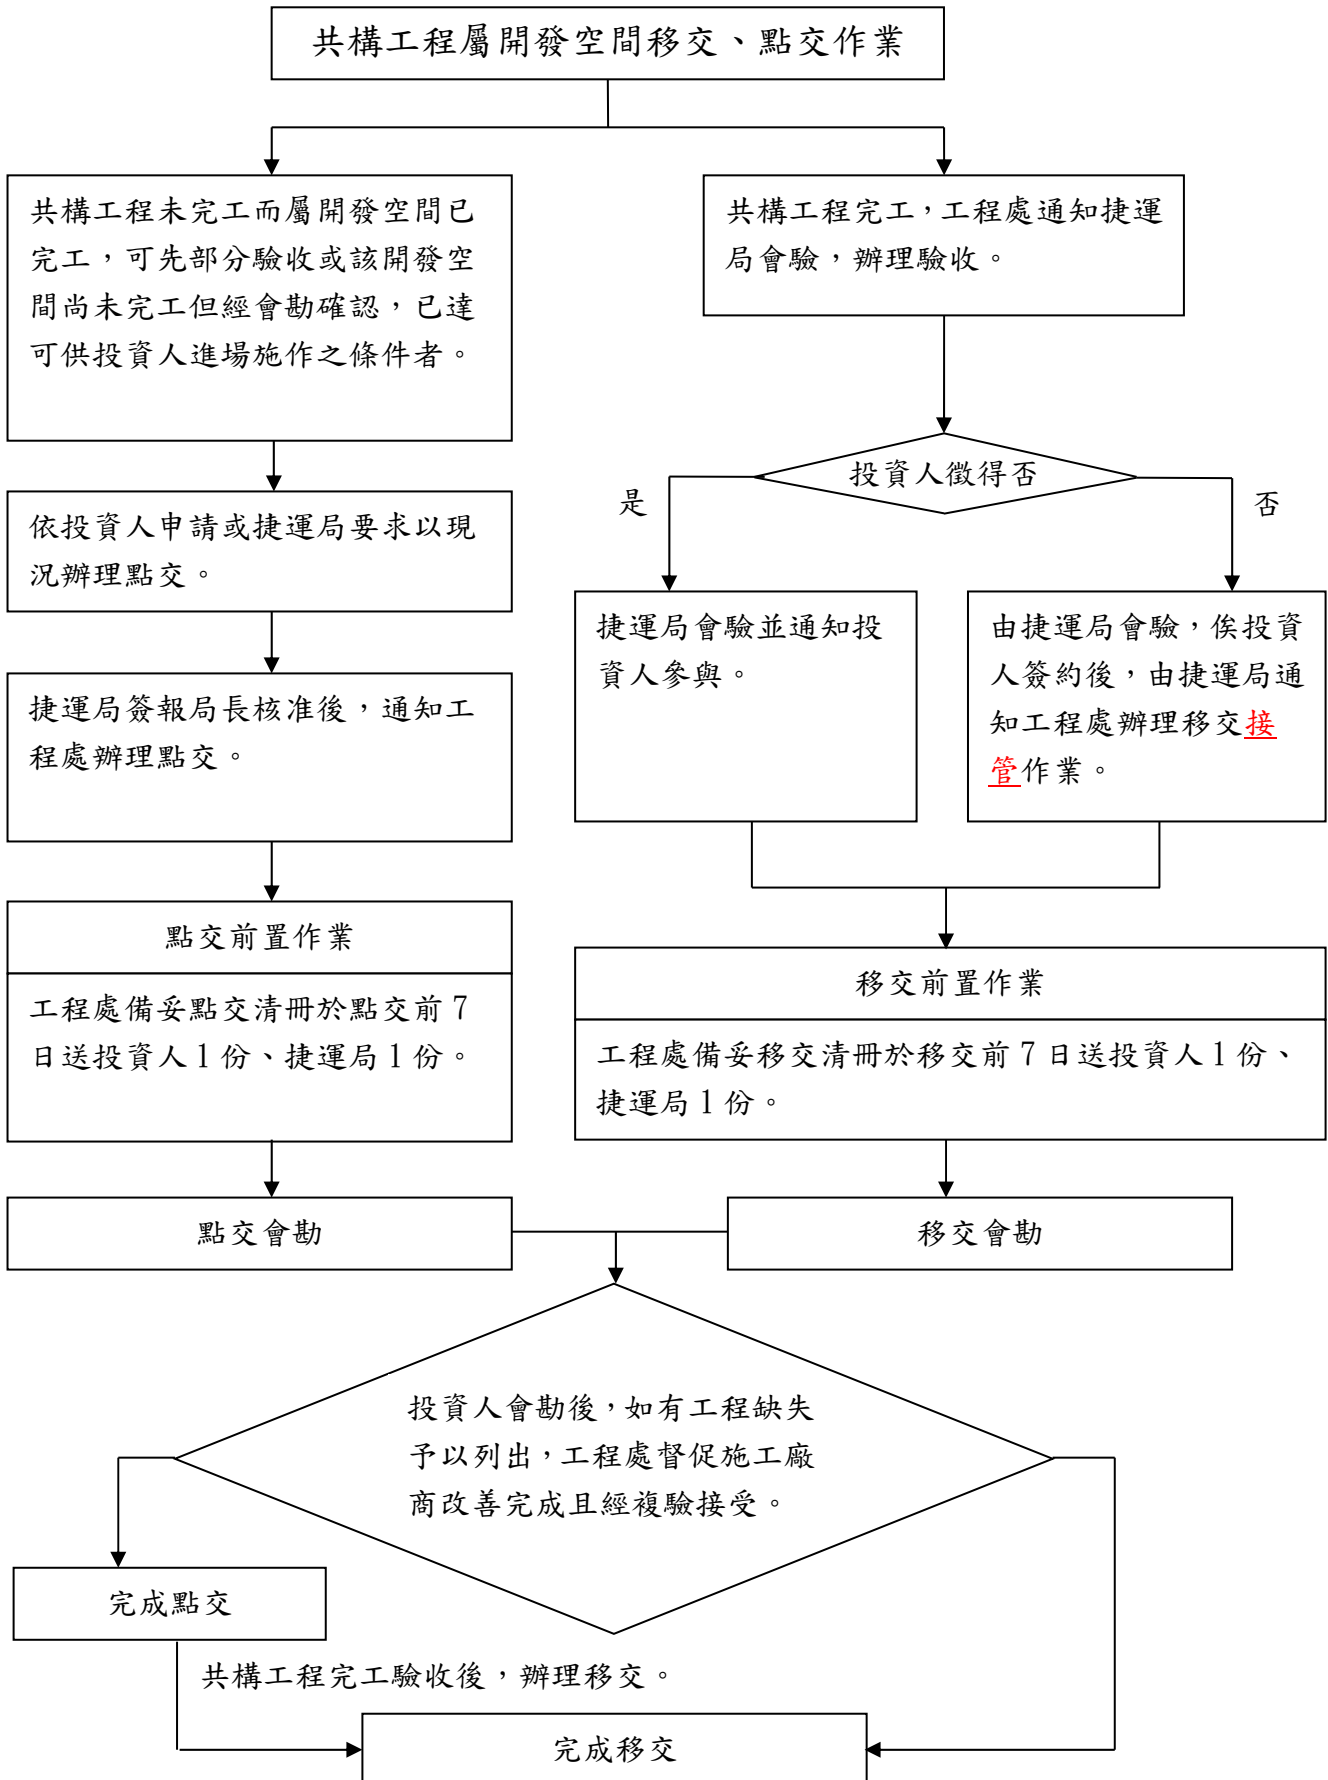 共構工程屬開發空間移交、點交作業
共構工程未完工而屬開發空間已
完工，可先部分驗收或該開發空
間尚未完工但經會勘確認，已達
可供投資人進場施作之條件者。
共構工程完工，工程處通知捷運
局會驗，辦理驗收。
投資人徵得否
是
否
依投資人申請或捷運局要求以現
況辦理點交。
捷運局會驗並通知投
資人參與。
由捷運局會驗，俟投資
人簽約後，由捷運局通
知工程處辦理移交接
管作業。
捷運局簽報局長核准後，通知工
程處辦理點交。
點交前置作業
工程處備妥點交清冊於點交前7
日送投資人1份、捷運局1份。
移交前置作業
工程處備妥移交清冊於移交前7日送投資人1份、
捷運局1份。
點交會勘
移交會勘
投資人會勘後，如有工程缺失
予以列出，工程處督促施工廠
商改善完成且經複驗接受。
完成點交
共構工程完工驗收後，辦理移交。
完成移交